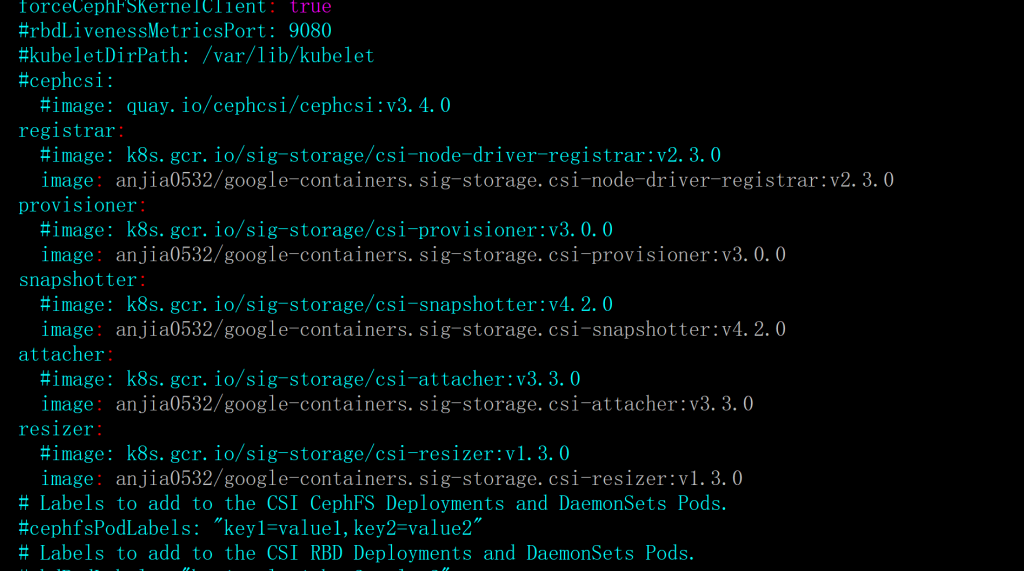 forceCephFSKernelClient: true
#rbdLivenessMetricsPort: 9080
#kubeletDirPath: /var/lib/kubelet
#cephcsi:
  #image: quay.io/cephcsi/cephcsi:v3.4.0
registrar:
  #image: k8s.gcr.io/sig-storage/csi-node-driver-registrar:v2.3.0
  image: anjia0532/google-containers.sig-storage.csi-node-driver-registrar:v2.3.0
provisioner:
  #image: k8s.gcr.io/sig-storage/csi-provisioner:v3.0.0
  image: anjia0532/google-containers.sig-storage.csi-provisioner:v3.0.0
snapshotter:
  #image: k8s.gcr.io/sig-storage/csi-snapshotter:v4.2.0
  image: anjia0532/google-containers.sig-storage.csi-snapshotter:v4.2.0
attacher:
  #image: k8s.gcr.io/sig-storage/csi-attacher:v3.3.0
  image: anjia0532/google-containers.sig-storage.csi-attacher:v3.3.0
resizer:
  #image: k8s.gcr.io/sig-storage/csi-resizer:v1.3.0
  image: anjia0532/google-containers.sig-storage.csi-resizer:v1.3.0
# Labels to add to the CSI CephFS Deployments and DaemonSets Pods.
#cephfsPodLabels: "key1=value1,key2=value2"
# Labels to add to the CSI RBD Deployments and DaemonSets Pods.